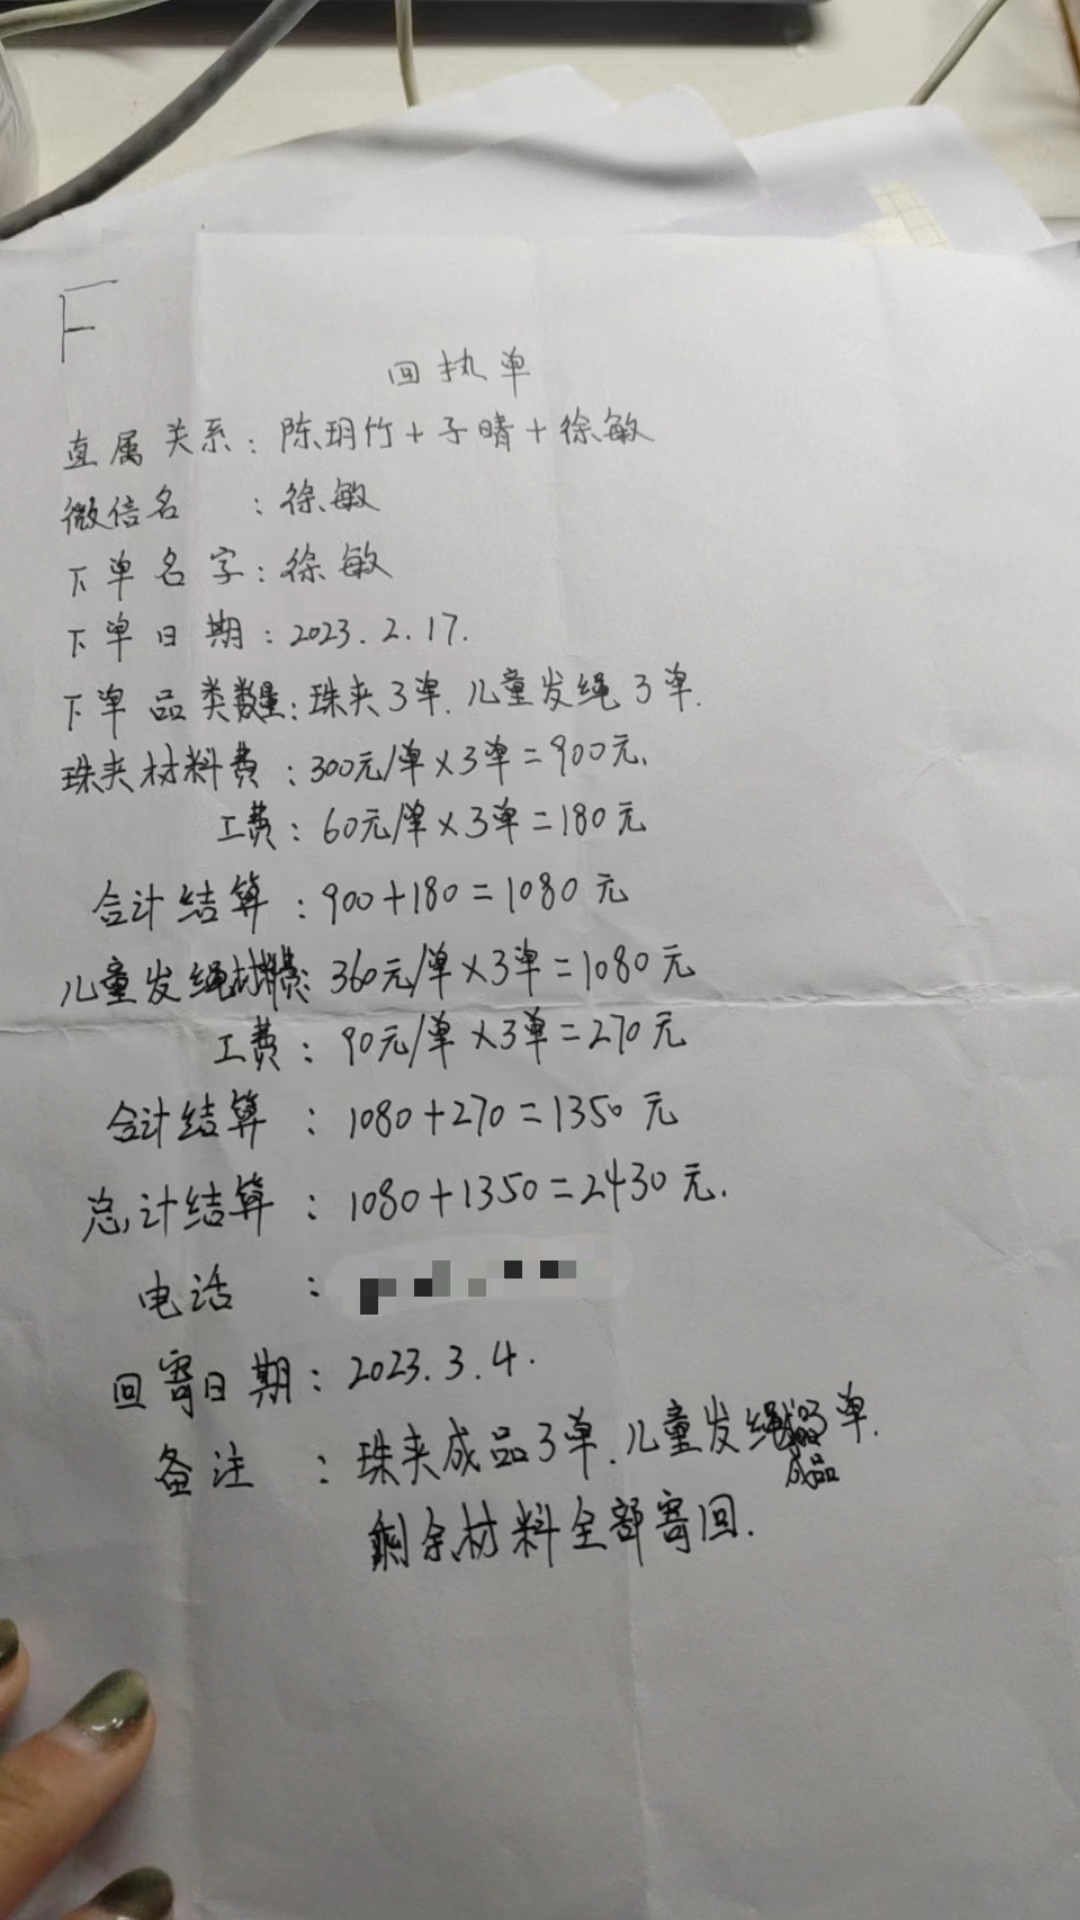 F
回执单
直属关系：陈玥竹+子晴+徐敏
微信名：徐敏
下单名字：徐敏
下单日期：2023.2.17.
下单品类数量：珠夹3单.儿童发绳3单.
珠夹材料费：300元/单×3单=900元.
工费：60元/单×3单=180元
合计结算：900+180=1080元
儿童发绳材料费：360元/单×3单=1080元
工费：90元/单×3单=270元
合计结算：1080+270=1350元
总计结算：1080+1350=2430元.
电话：
回寄日期：2023.3.4.
备注：珠夹成品3单.儿童发绳3单.
成品
剩余材料全部寄回.